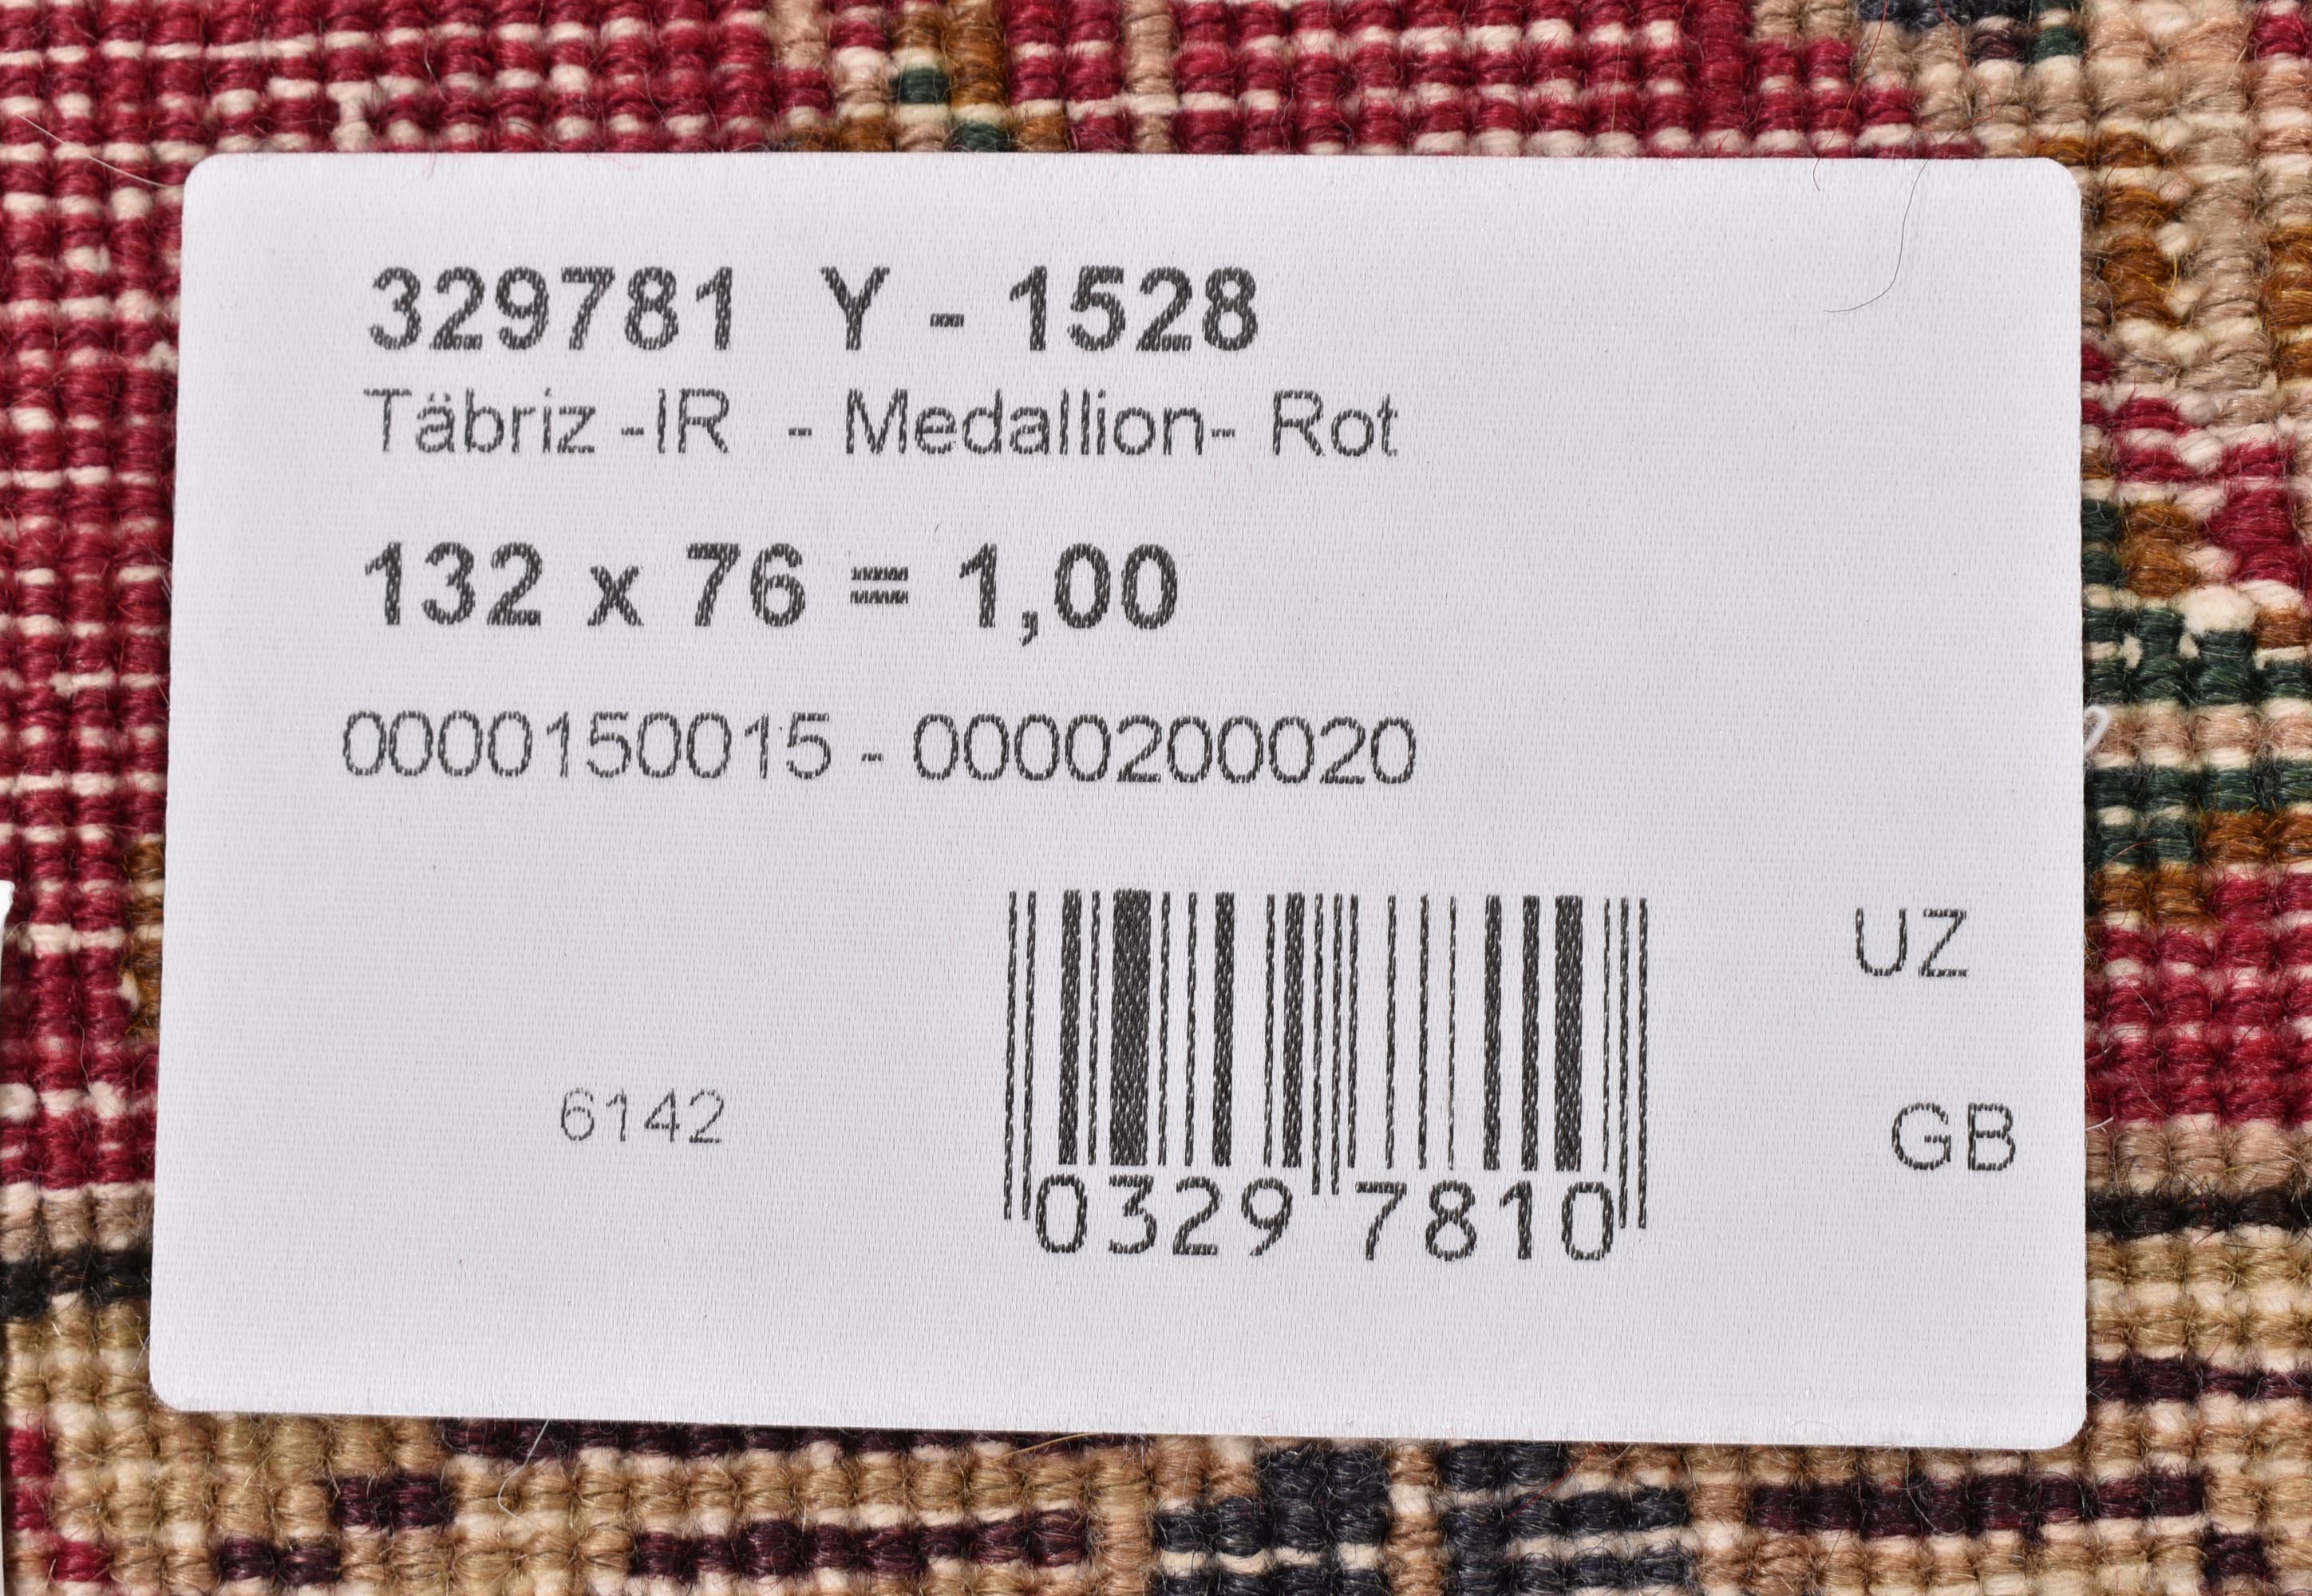 329781 Y - 1528
Täbriz -IR - Medallion- Rot
132 x 76 = 1,00
0000150015 - 0000200020
UZ
6142
GB
0329 7810